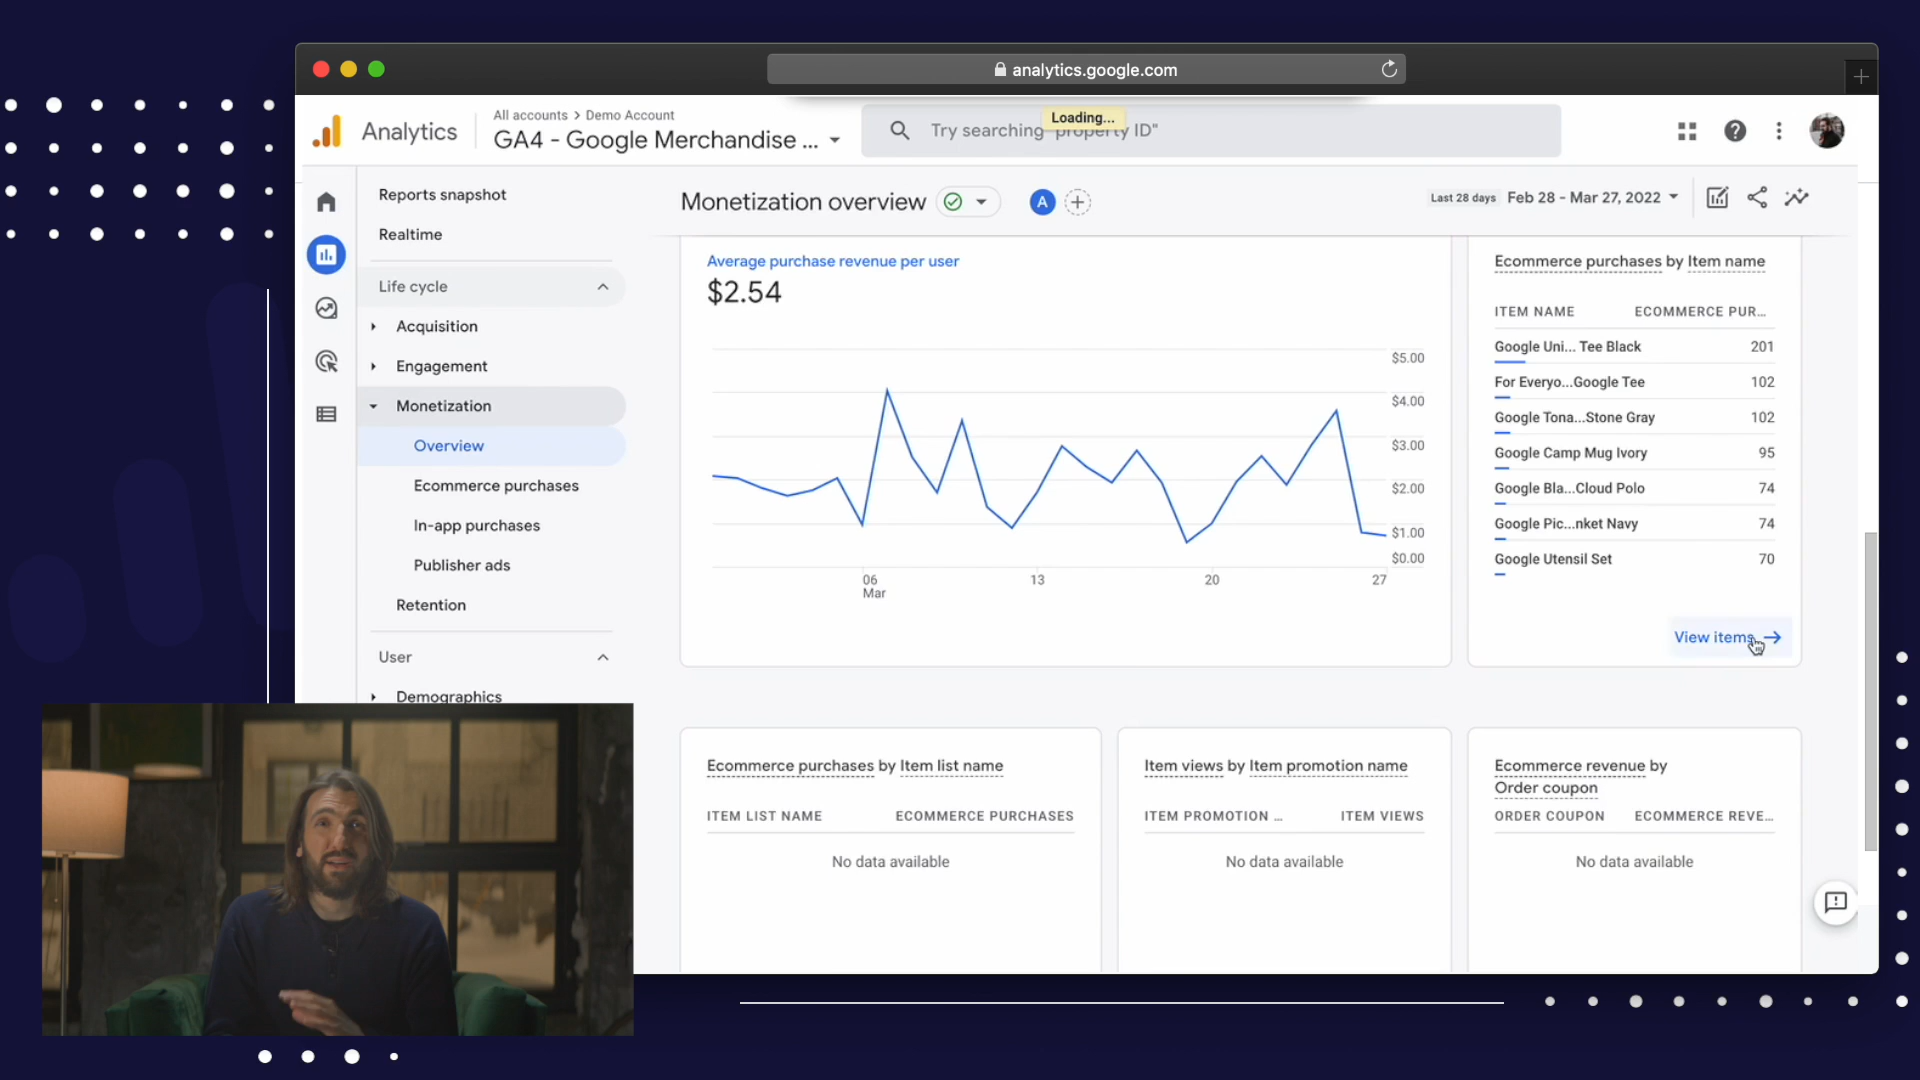 analytics.google.com
Analytics
All accounts > Demo Account
GA4 - Google Merchandise ...
Try searching "property ID"
Loading...
Reports snapshot
Realtime
Life cycle
Acquisition
Engagement
Monetization
Overview
Ecommerce purchases
In-app purchases
Publisher ads
Retention
User
Demographics
Monetization overview
A
Last 28 days Feb 28 - Mar 27, 2022
Average purchase revenue per user
$2.54
$5.00
$4.00
$3.00
$2.00
$1.00
$0.00
06
Mar
13
20
27
Ecommerce purchases by Item name
ITEM NAME ECOMMERCE PUR...
Google Uni... Tee Black 201
For Everyo...Google Tee 102
Google Tona...Stone Gray 102
Google Camp Mug Ivory 95
Google Bla...Cloud Polo 74
Google Pic...nket Navy 74
Google Utensil Set 70
View items
Ecommerce purchases by Item list name
ITEM LIST NAME ECOMMERCE PURCHASES
No data available
Item views by Item promotion name
ITEM PROMOTION ... ITEM VIEWS
No data available
Ecommerce revenue by
Order coupon
ORDER COUPON ECOMMERCE REVE...
No data available